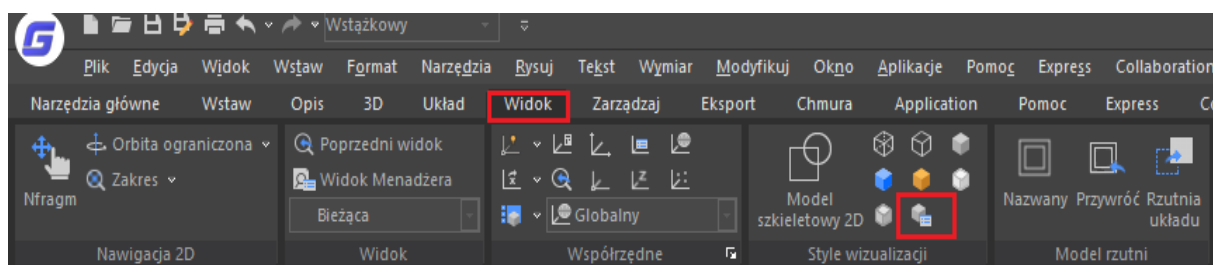 Wstążkowy
Plik Edycja Widok Wstaw Format Narzędzia Rysuj Tekst Wymiar Modyfikuj Okno Aplikacje Pomoc Express Collaboration
Narzędzia główne Wstaw Opis 3D Układ Widok Zarządzaj Eksport Chmura Application Pomoc Express
Orbita ograniczona Poprzedni widok
Zakres Widok Menadżera
Nfragm Model Nazwany Przywróć Rzutnia
Bieżąca Globalny szkieletowy 2D układu
Nawigacja 2D Widok Współrzędne Style wizualizacji Model rzutni